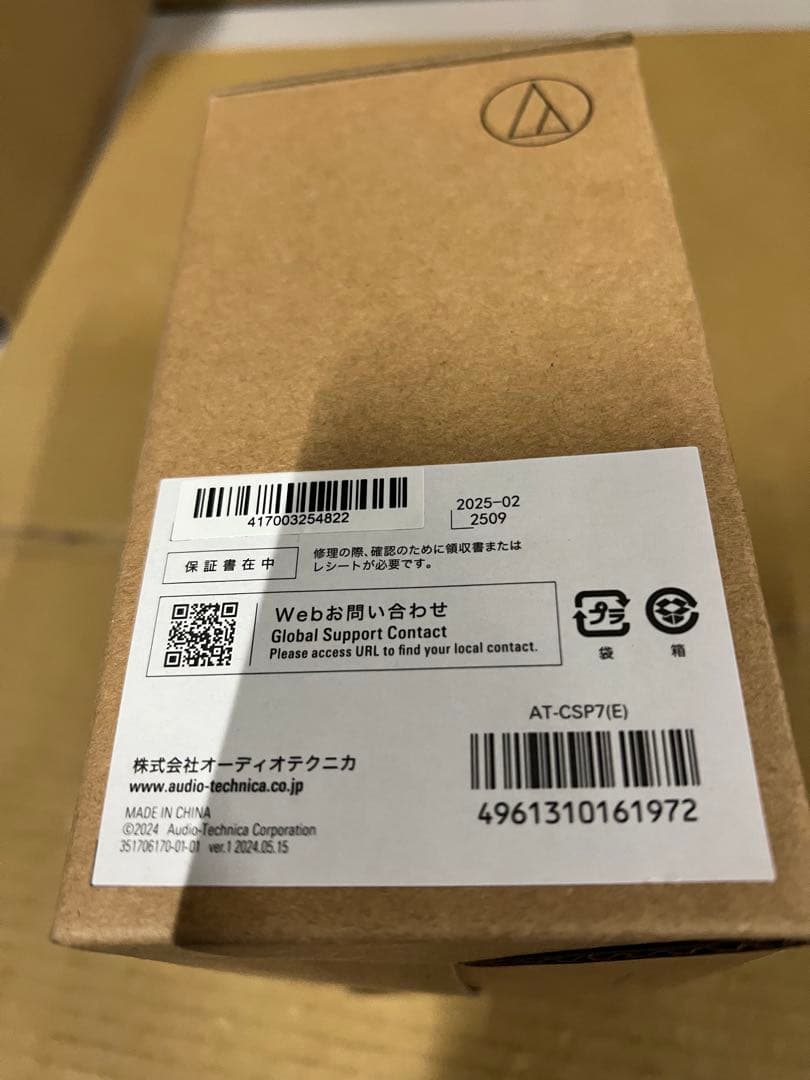 417003254822
2025-02
2509
保証書在中
修理の際、確認のために領収書または
レシートが必要です。
Webお問い合わせ
Global Support Contact
Please access URL to find your local contact.
プラ
袋
箱
AT-CSP7(E)
4961310161972
株式会社オーディオテクニカ
www.audio-technica.co.jp
MADE IN CHINA
©2024 Audio-Technica Corporation
351706170-01-01 ver.1 2024.05.15